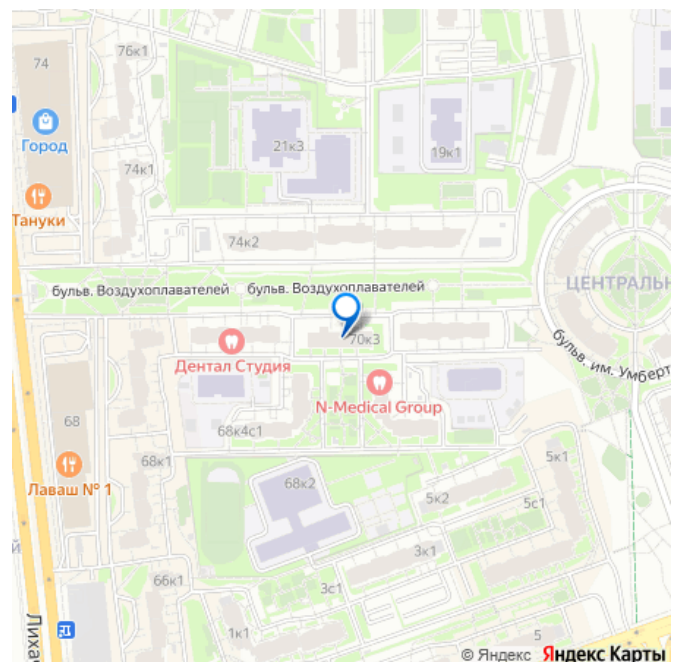 76к1
74
Город
21к3
19к1
74к1
Тануки
74к2
ЦЕНТРАЛЬН
бульв. Воздухоплавателей
бульв. Воздухоплавателей
70к3
бульв. им. Умберт
Дентал Студия
N-Medical Group
68
68к4с1
68к1
5к1
Лаваш № 1
68к2
5к2
5с1
й
3к1
66к1
3с1
Лихач
1к1
5
© Яндекс Яндекс Карты